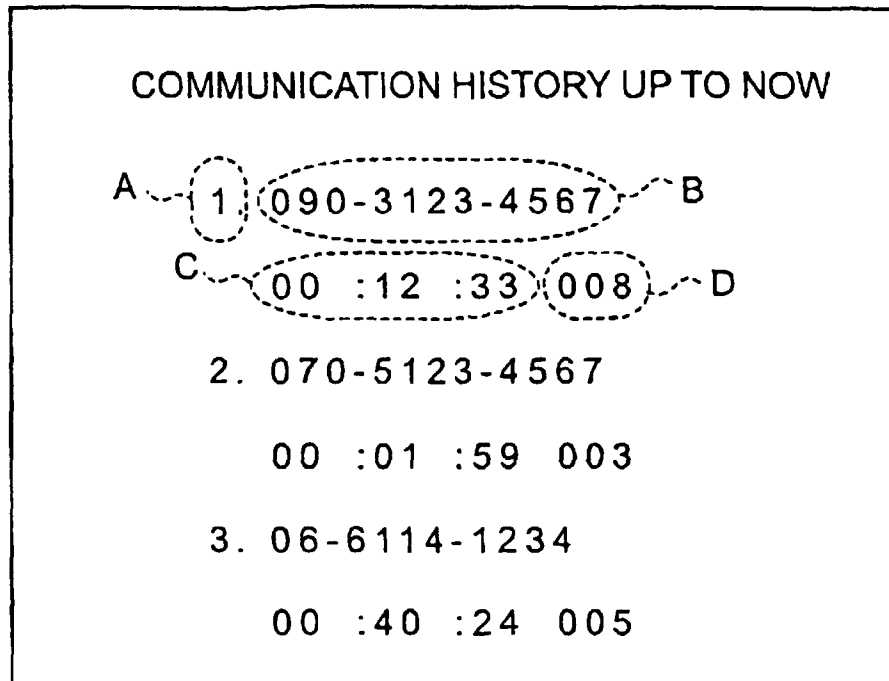 COMMUNICATION HISTORY UP TO NOW
A 1. 090-3123-4567 B
C 00 :12 :33 008 D
2. 070-5123-4567
00 :01 :59 003
3. 06-6114-1234
00 :40 :24 005